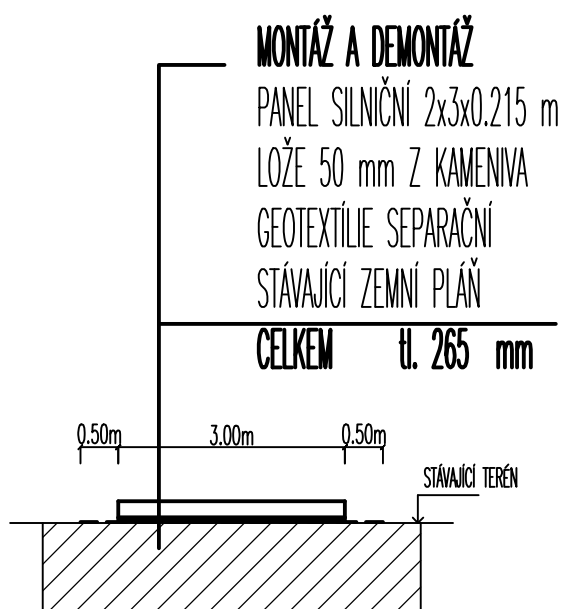 MONTÁŽ A DEMONTÁŽ
PANEL SILNIČNÍ 2x3x0.215 m
LOŽE 50 mm Z KAMENIVA
GEOTEXTÍLIE SEPARAČNÍ
STÁVAJÍCÍ ZEMNÍ PLÁŇ
CELKEM tl. 265 mm
0.50m 3.00m 0.50m
STÁVAJÍCÍ TERÉN